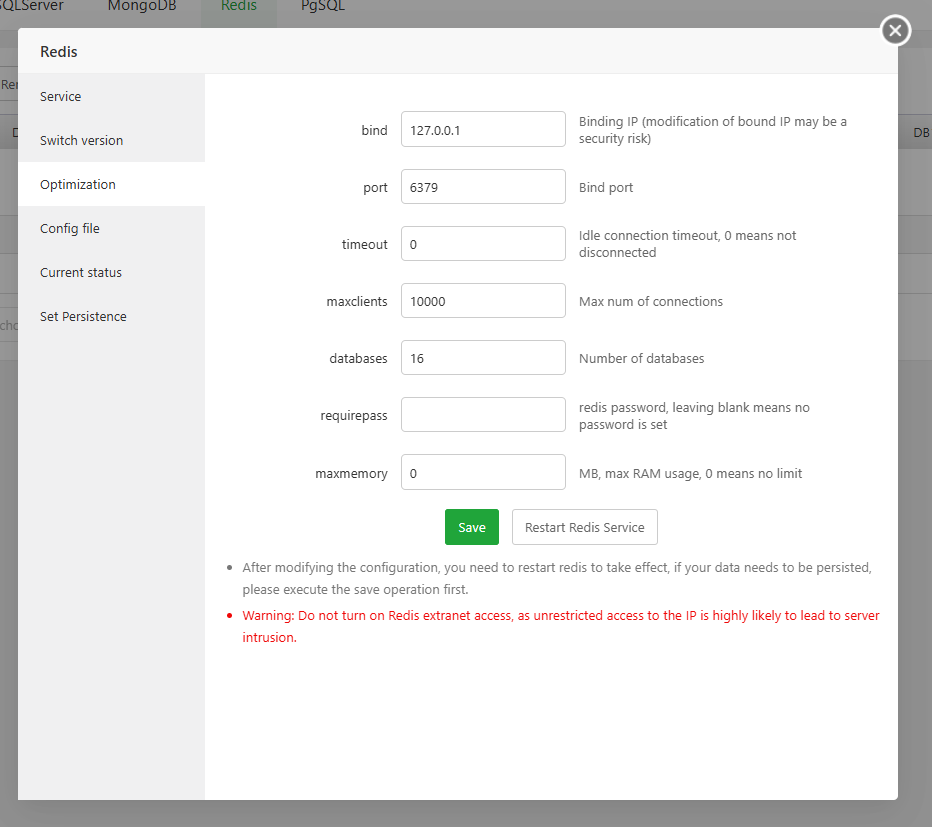 MongoDB
Redis
PgSQL
Redis
Service
Switch version
Optimization
Config file
Current status
Set Persistence
bind
127.0.0.1
Binding IP (modification of bound IP may be a
security risk)
port
6379
Bind port
timeout
0
Idle connection timeout, 0 means not
disconnected
maxclients
10000
Max num of connections
databases
16
Number of databases
requirepass
redis password, leaving blank means no
password is set
maxmemory
0
MB, max RAM usage, 0 means no limit
Save
Restart Redis Service
• After modifying the configuration, you need to restart redis to take effect, if your data needs to be persisted,
please execute the save operation first.
• Warning: Do not turn on Redis extranet access, as unrestricted access to the IP is highly likely to lead to server
intrusion.
DB